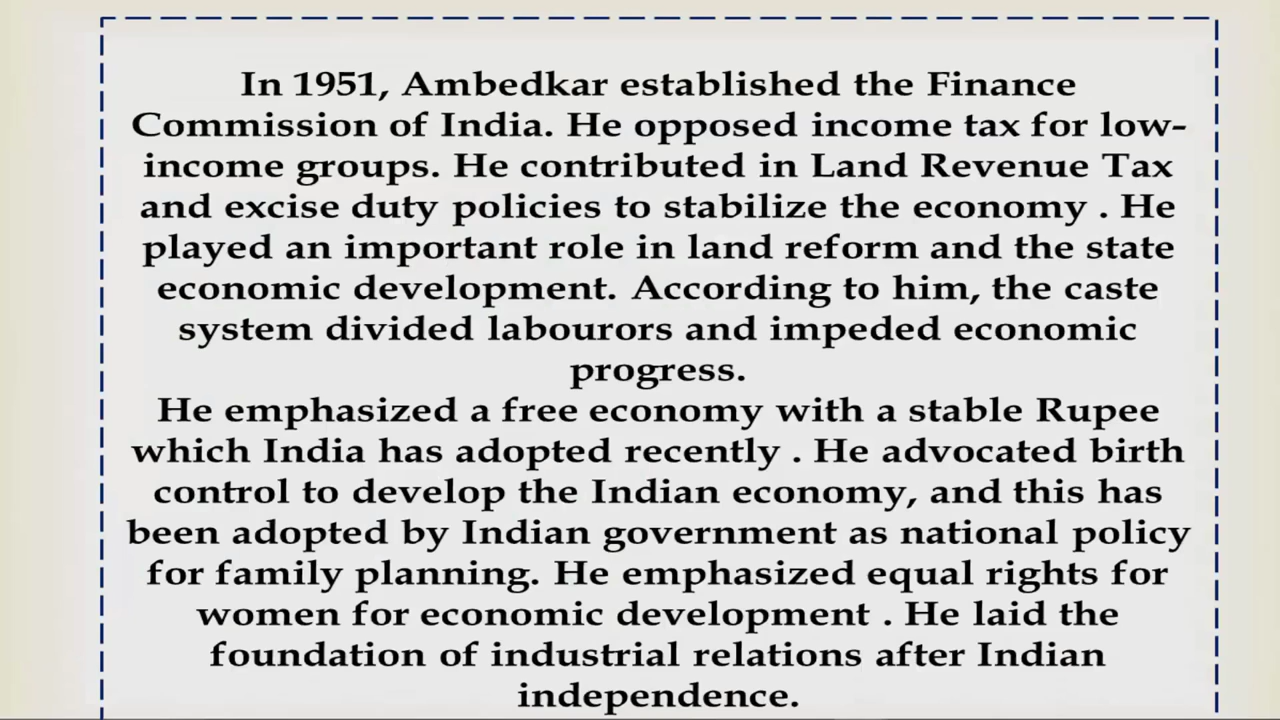 In 1951, Ambedkar established the Finance
Commission of India. He opposed income tax for low-
income groups. He contributed in Land Revenue Tax
and excise duty policies to stabilize the economy . He
played an important role in land reform and the state
economic development. According to him, the caste
system divided labourors and impeded economic
progress.
He emphasized a free economy with a stable Rupee
which India has adopted recently . He advocated birth
control to develop the Indian economy, and this has
been adopted by Indian government as national policy
for family planning. He emphasized equal rights for
women for economic development . He laid the
foundation of industrial relations after Indian
independence.